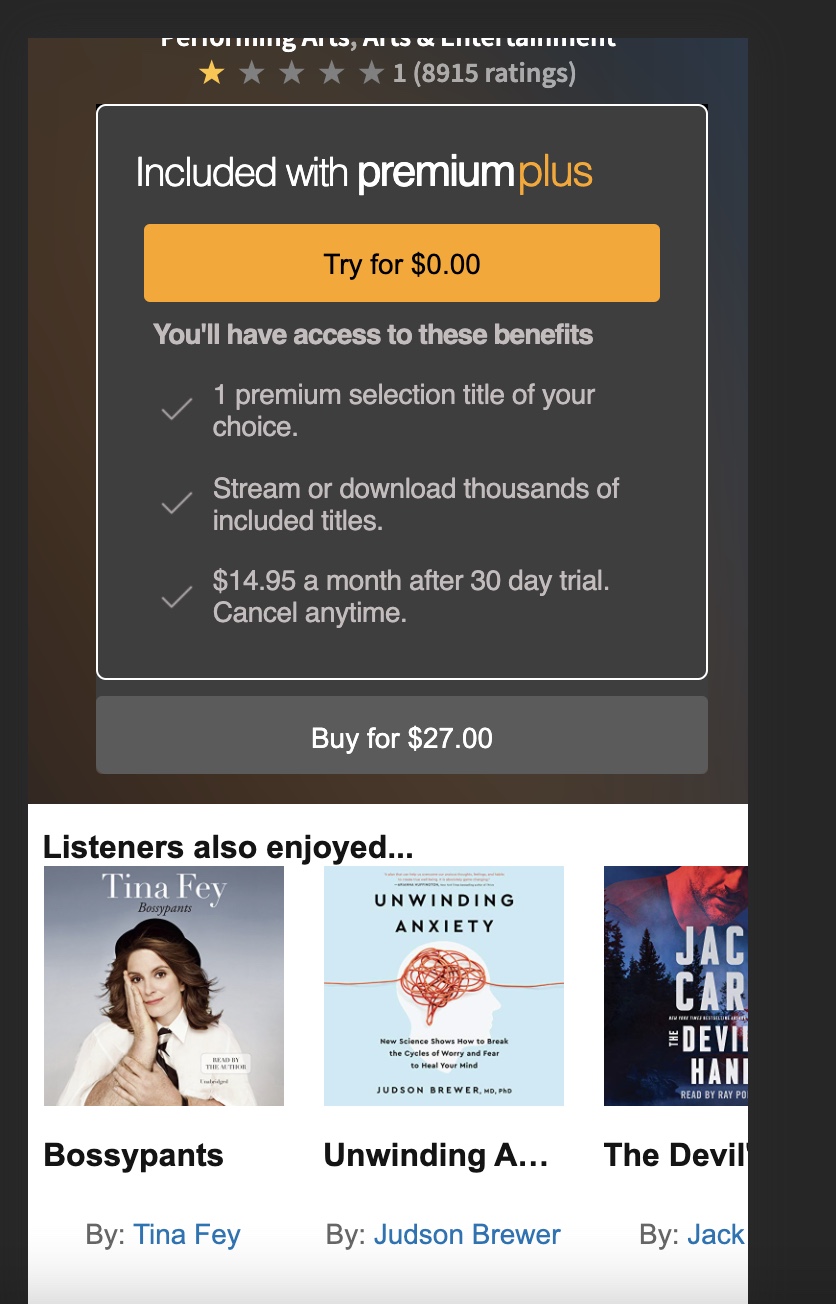 Performing Arts, Arts & Entertainment
1 (8915 ratings)
Included with premium plus
Try for $0.00
You'll have access to these benefits
1 premium selection title of your
choice.
Stream or download thousands of
included titles.
$14.95 a month after 30 day trial.
Cancel anytime.
Buy for $27.00
Listeners also enjoyed...
Tina Fey
Bossypants
READ BY
THE AUTHOR
Unabridged
UNWINDING
ANXIETY
New Science Shows How to Break
the Cycles of Worry and Fear
to Heal Your Mind
JUDSON BREWER, MD, PhD
JAC
CAR
THE
DEVIL
HAN
READ BY RAY PO
Bossypants
Unwinding A...
The Devil'
By: Tina Fey
By: Judson Brewer
By: Jack